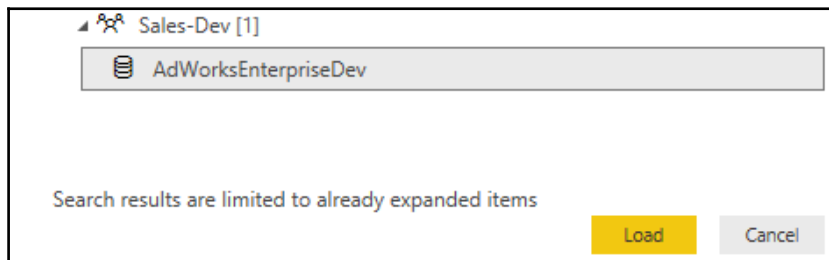 Sales-Dev [1]
AdWorksEnterpriseDev
Search results are limited to already expanded items
Load Cancel